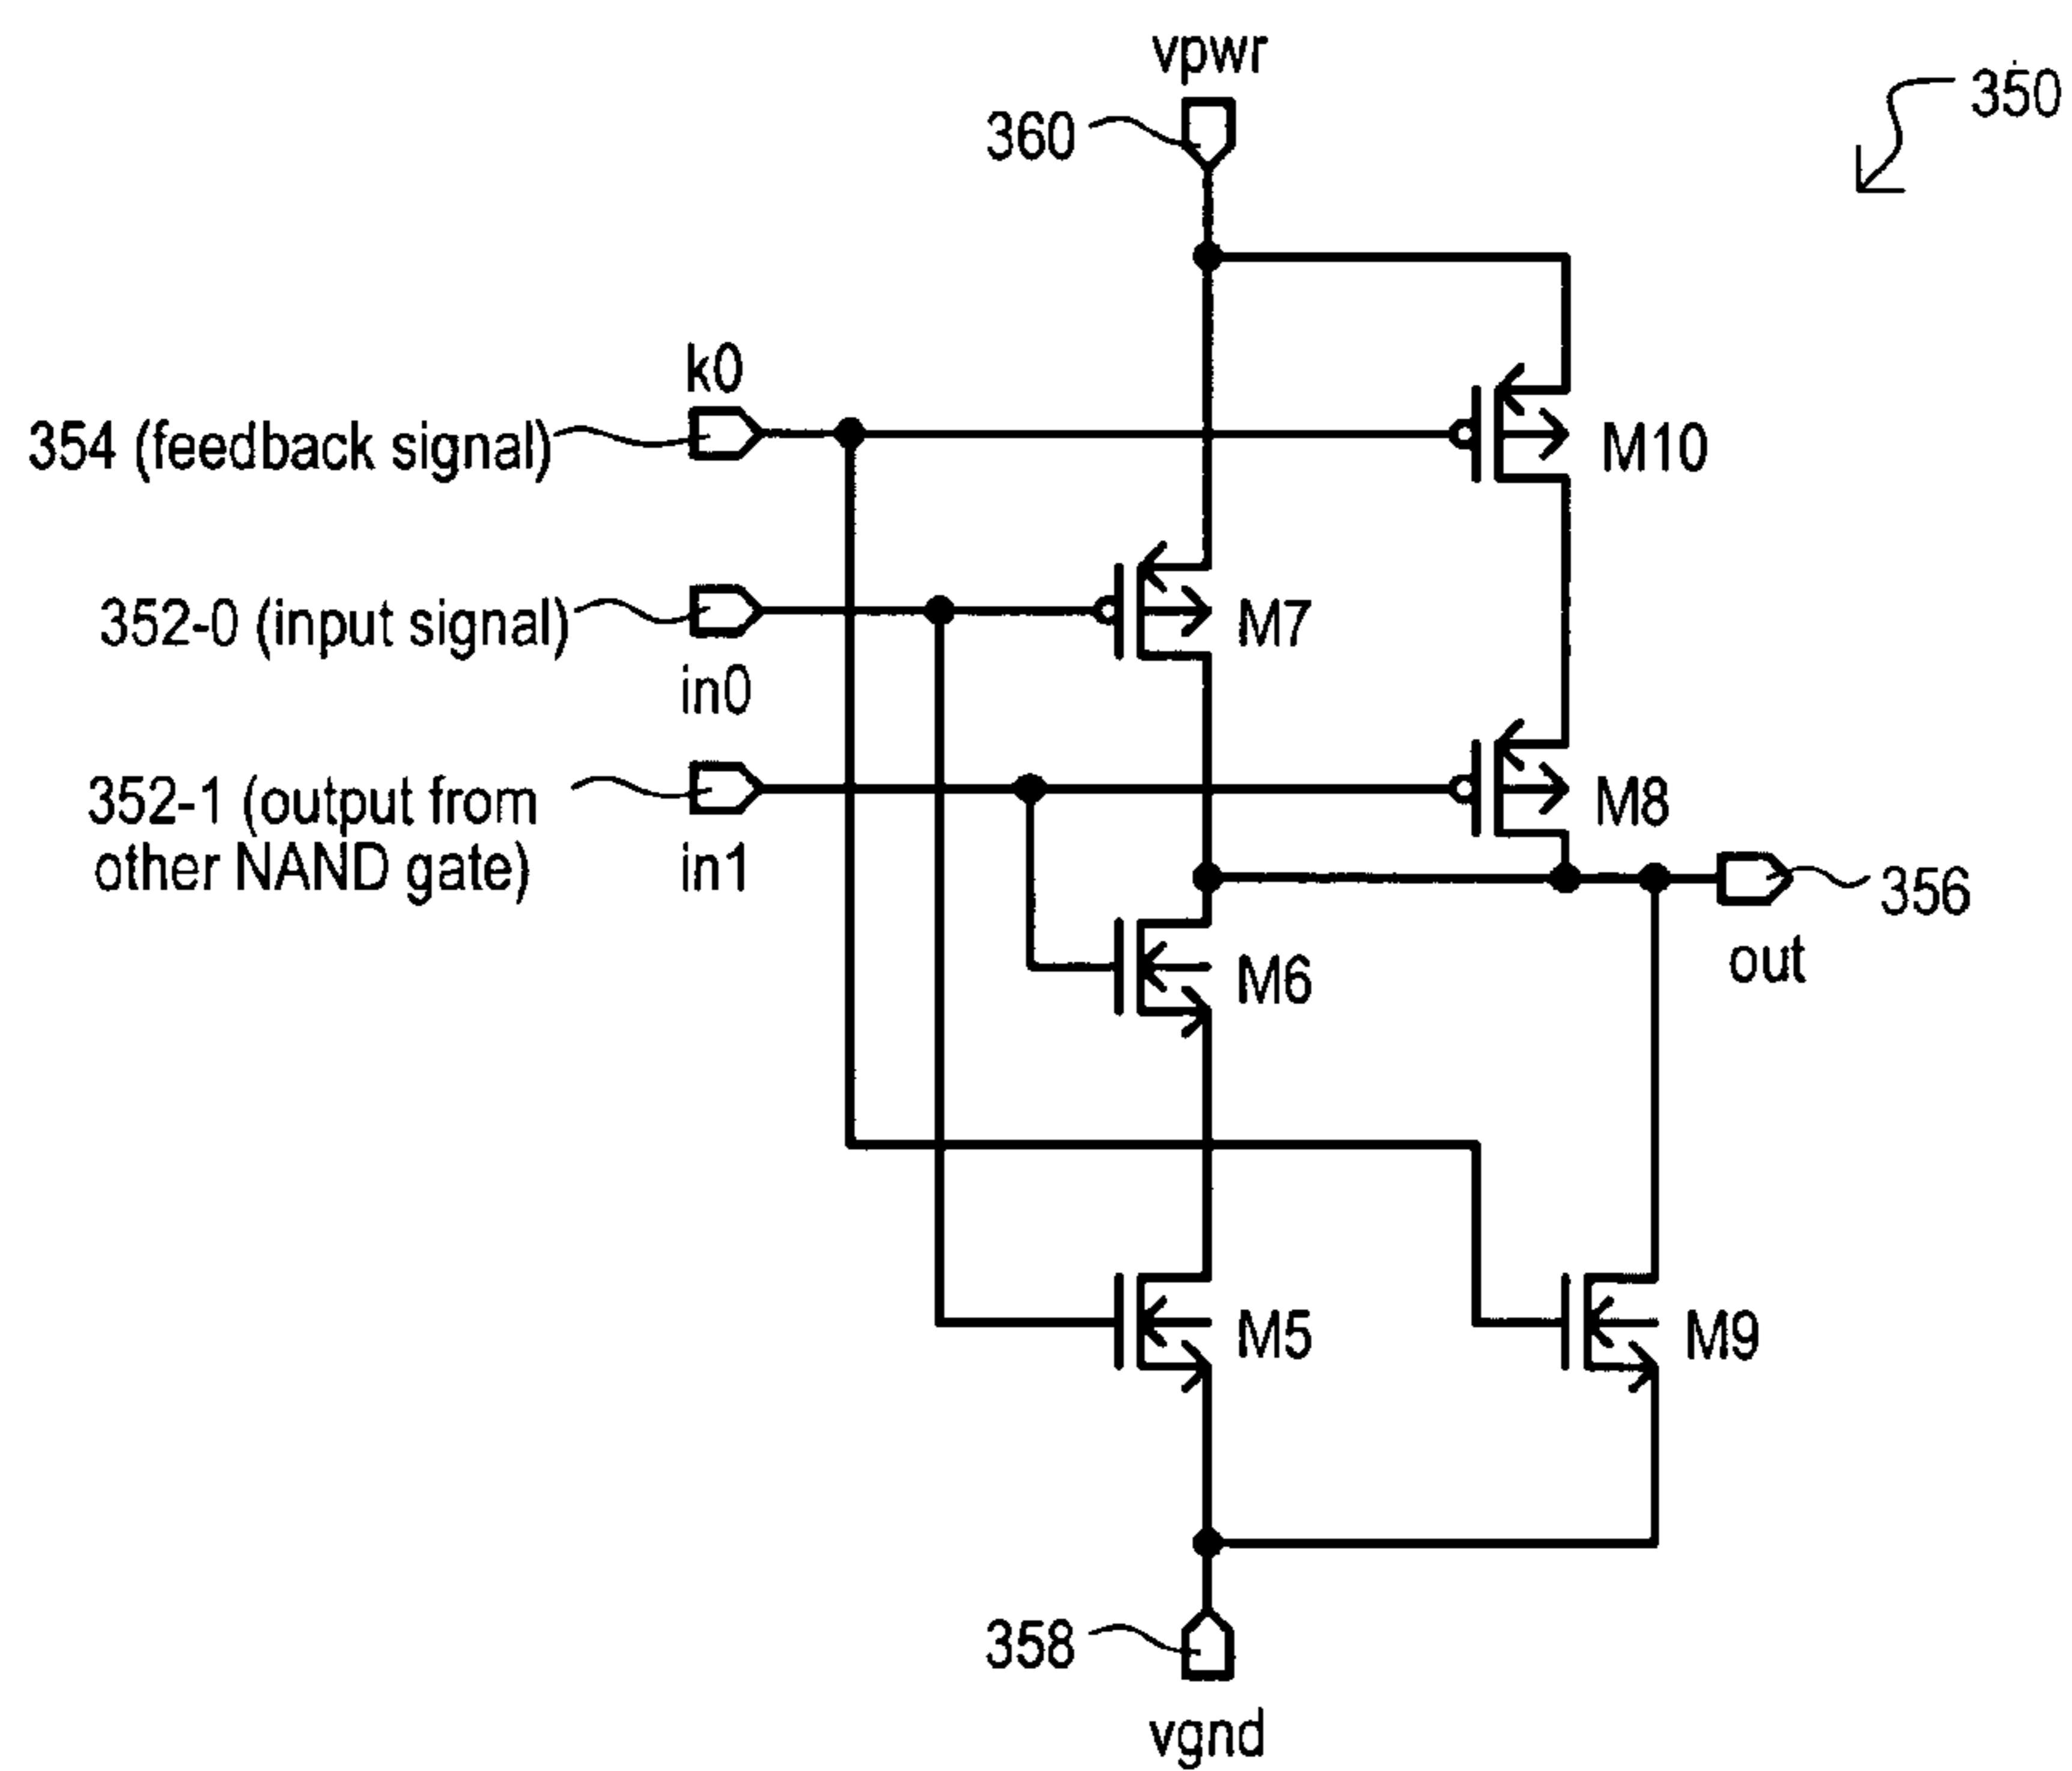 vpwr
350
360
k0
354 (feedback signal)
M10
352-0 (input signal)
M7
in0
352-1 (output from
other NAND gate)
in1
M8
356
out
M6
M5
M9
358
vgnd